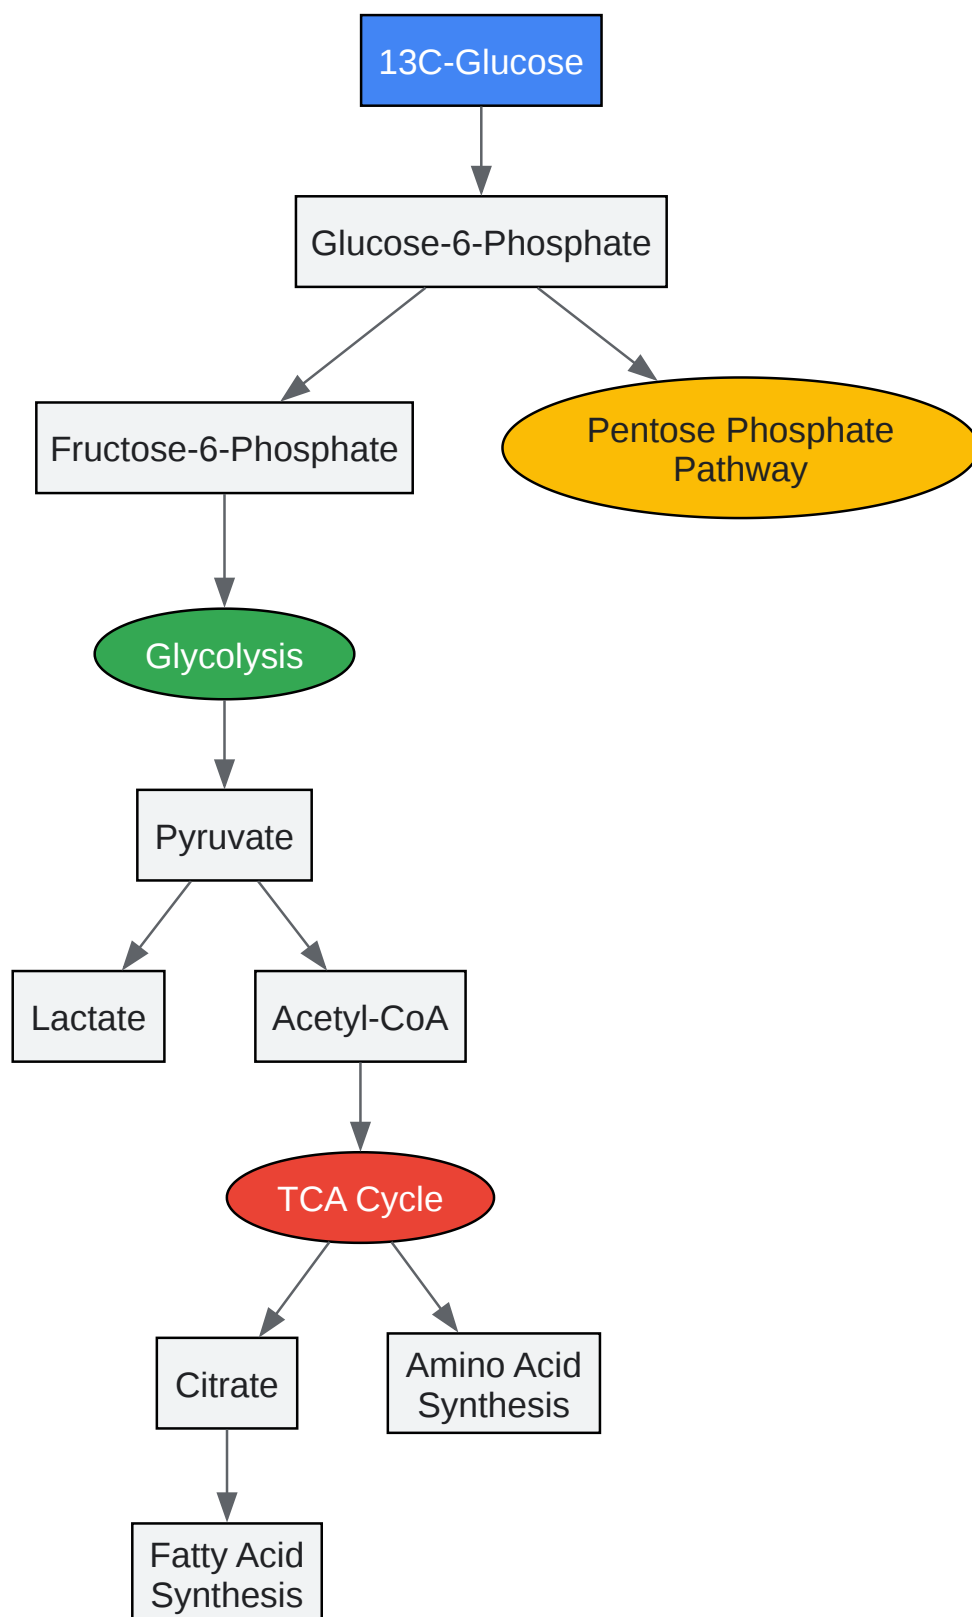 13C-Glucose
Glucose-6-Phosphate
Fructose-6-Phosphate
Pentose Phosphate
Pathway
Glycolysis
Pyruvate
Lactate
Acetyl-CoA
TCA Cycle
Citrate
Amino Acid
Synthesis
Fatty Acid
Synthesis